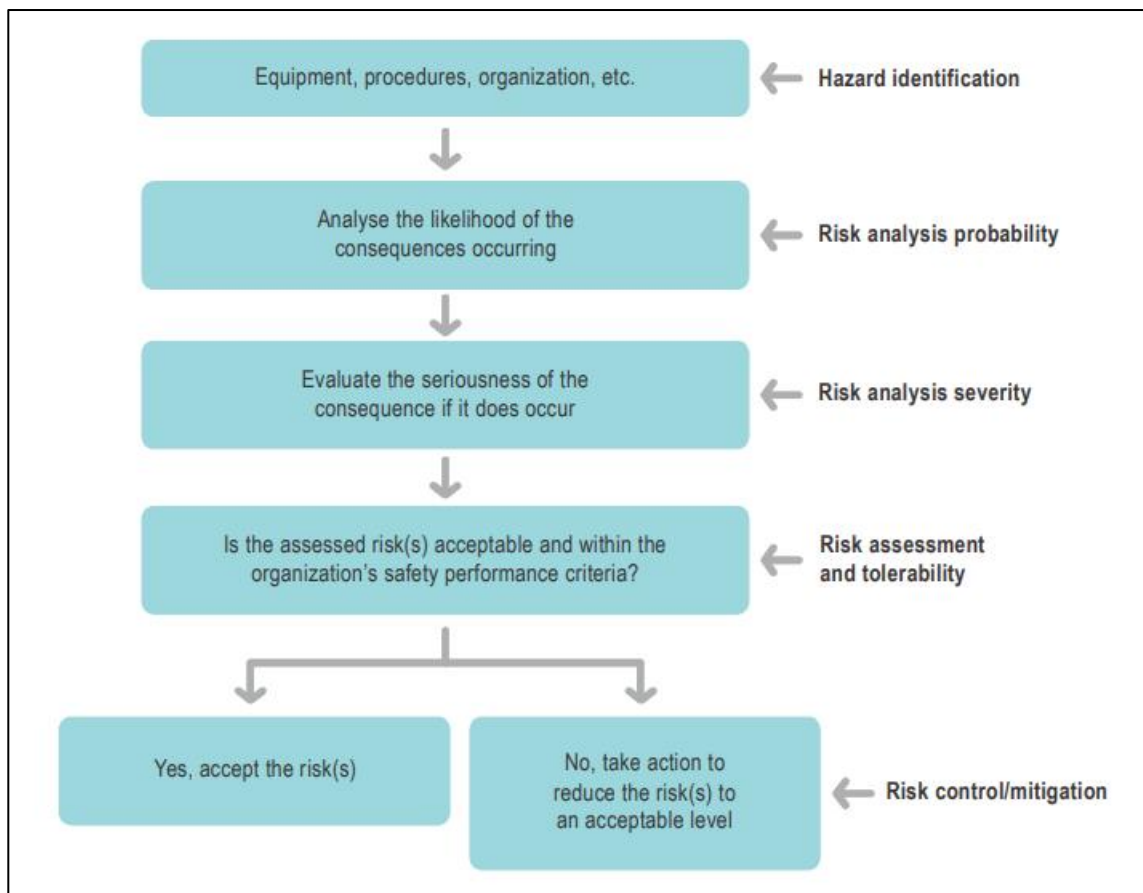 Equipment, procedures, organization, etc.
Hazard identification
Analyse the likelihood of the
consequences occurring
Risk analysis probability
Evaluate the seriousness of the
consequence if it does occur
Risk analysis severity
Is the assessed risk(s) acceptable and within the
organization's safety performance criteria?
Risk assessment
and tolerability
Yes, accept the risk(s)
No, take action to
reduce the risk(s) to
an acceptable level
Risk control/mitigation